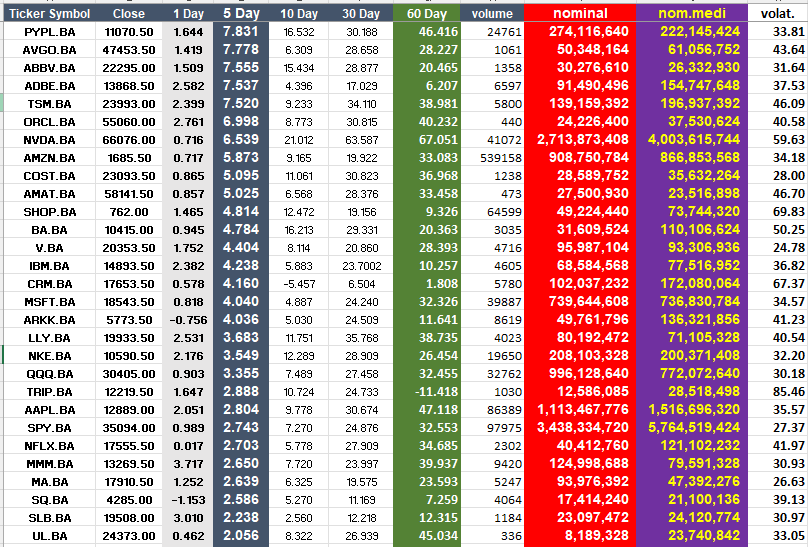 Ticker Symbol Close 1 Day 5 Day 10 Day 30 Day 60 Day volume nominal nom.medi volat.
PYPL.BA 11070.50 1.644 7.831 16.532 30.188 46.416 24761 274,116,640 222,145,424 33.81
AVGO.BA 47453.50 1.419 7.778 6.309 28.658 28.227 1061 50,348,164 61,056,752 43.64
ABBV.BA 22295.00 1.509 7.555 15.434 28.877 20.465 1358 30,276,610 26,332,930 31.64
ADBE.BA 13868.50 2.582 7.537 4.396 17.029 6.207 6597 91,490,496 154,747,648 37.53
TSM.BA 23993.00 2.399 7.520 9.233 34.110 38.981 5800 139,159,392 196,937,392 46.09
ORCL.BA 55060.00 2.761 6.998 8.773 30.815 40.232 440 24,226,400 37,530,624 40.58
NVDA.BA 66076.00 0.716 6.539 21.012 63.587 67.051 41072 2,713,873,408 4,003,615,744 59.63
AMZN.BA 1685.50 0.717 5.873 9.165 19.922 33.083 539158 908,750,784 866,853,568 34.18
COST.BA 23093.50 0.865 5.095 11.061 30.823 36.968 1238 28,589,752 35,632,264 28.00
AMAT.BA 58141.50 0.857 5.025 6.568 28.376 33.458 473 27,500,930 23,516,898 46.70
SHOP.BA 762.00 1.465 4.814 12.472 19.156 9.326 64599 49,224,440 73,744,320 69.83
BA.BA 10415.00 0.945 4.784 16.213 29.331 20.363 3035 31,609,524 110,106,624 50.25
V.BA 20353.50 1.752 4.404 8.114 20.860 28.393 4716 95,987,104 93,306,936 24.78
IBM.BA 14893.50 2.382 4.238 5.883 23.7002 10.257 4605 68,584,568 77,516,952 36.82
CRM.BA 17653.50 0.578 4.160 -5.457 6.504 1.808 5780 102,037,232 172,080,064 67.37
MSFT.BA 18543.50 0.818 4.040 4.887 24.240 32.326 39887 739,644,608 736,830,784 34.57
ARKK.BA 5773.50 -0.756 4.036 5.030 24.509 11.641 8619 49,761,796 136,321,856 41.23
LLY.BA 19933.50 2.531 3.683 11.751 35.768 38.735 4023 80,192,472 71,105,328 40.54
NKE.BA 10590.50 2.176 3.549 12.289 28.909 26.454 19650 208,103,328 200,371,408 32.20
QQQ.BA 30405.00 0.903 3.355 7.489 27.458 32.455 32762 996,128,640 772,072,640 30.18
TRIP.BA 12219.50 1.647 2.888 10.724 24.733 -11.418 1030 12,586,085 28,518,498 85.46
AAPL.BA 12889.00 2.051 2.804 9.778 30.674 47.118 86389 1,113,467,776 1,516,696,320 35.57
SPY.BA 35094.00 0.989 2.743 7.270 24.876 32.553 97975 3,438,334,720 5,764,519,424 27.37
NFLX.BA 17555.50 0.017 2.703 5.778 27.909 34.685 2302 40,412,760 121,102,232 41.97
MMM.BA 13269.50 3.717 2.650 7.720 23.997 39.937 9420 124,998,688 79,591,328 30.93
MA.BA 17910.50 1.252 2.639 6.325 19.575 23.593 5247 93,976,392 47,392,276 26.63
SQ.BA 4285.00 -1.153 2.586 5.270 11.169 7.259 4064 17,414,240 21,100,136 39.13
SLB.BA 19508.00 3.010 2.238 2.560 12.218 12.315 1184 23,097,472 24,120,774 30.97
UL.BA 24373.00 0.462 2.056 8.322 26.939 45.034 336 8,189,328 23,740,842 33.05